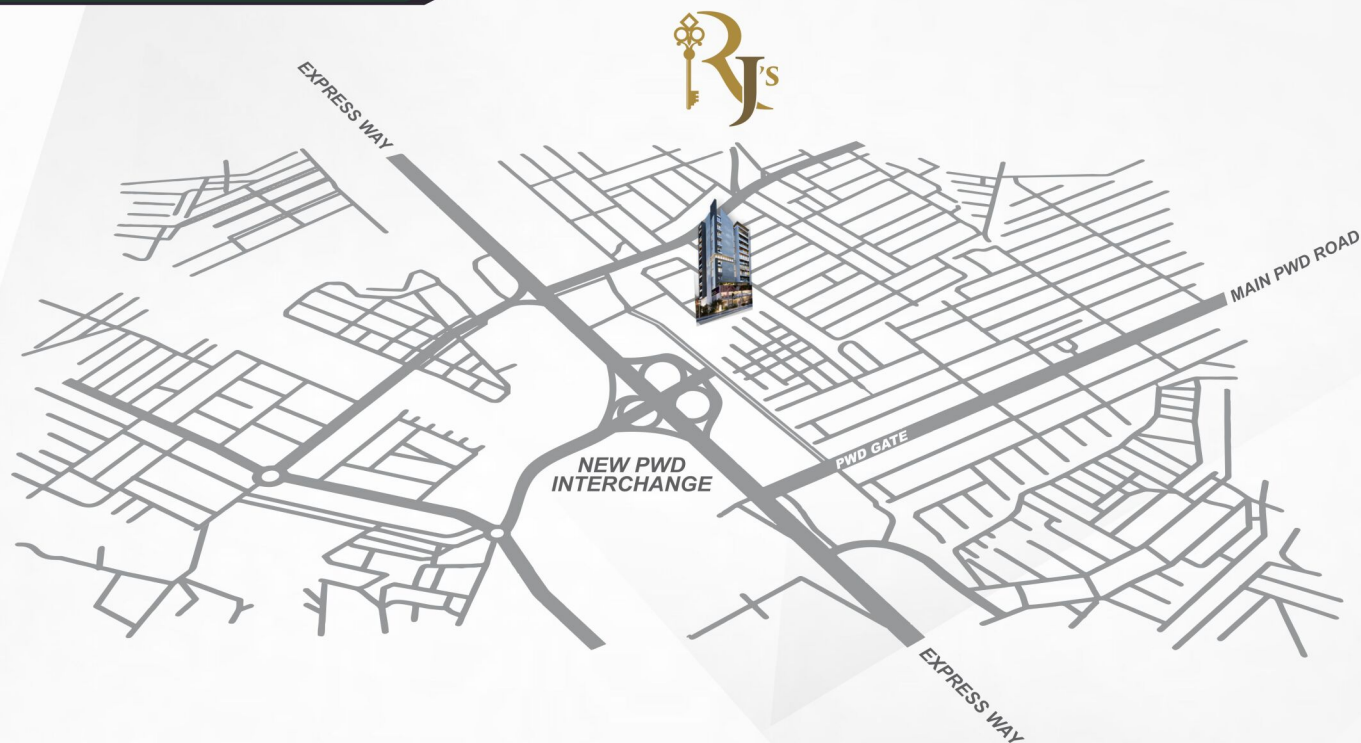 RJ's
EXPRESS WAY
MAIN PWD ROAD
PWD GATE
NEW PWD
INTERCHANGE
EXPRESS WAY